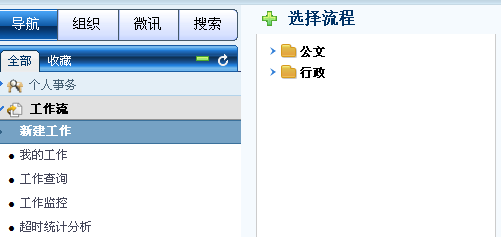 导航 组织 微讯 搜索
全部 收藏
个人事务
工作流
新建工作
我的工作
工作查询
工作监控
超时统计分析
选择流程
公文
行政